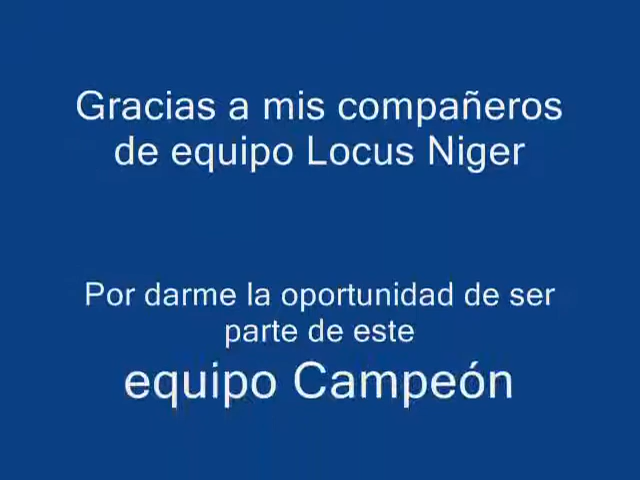 Gracias a mis compañeros
de equipo Locus Niger
Por darme la oportunidad de ser
parte de este
equipo Campeón